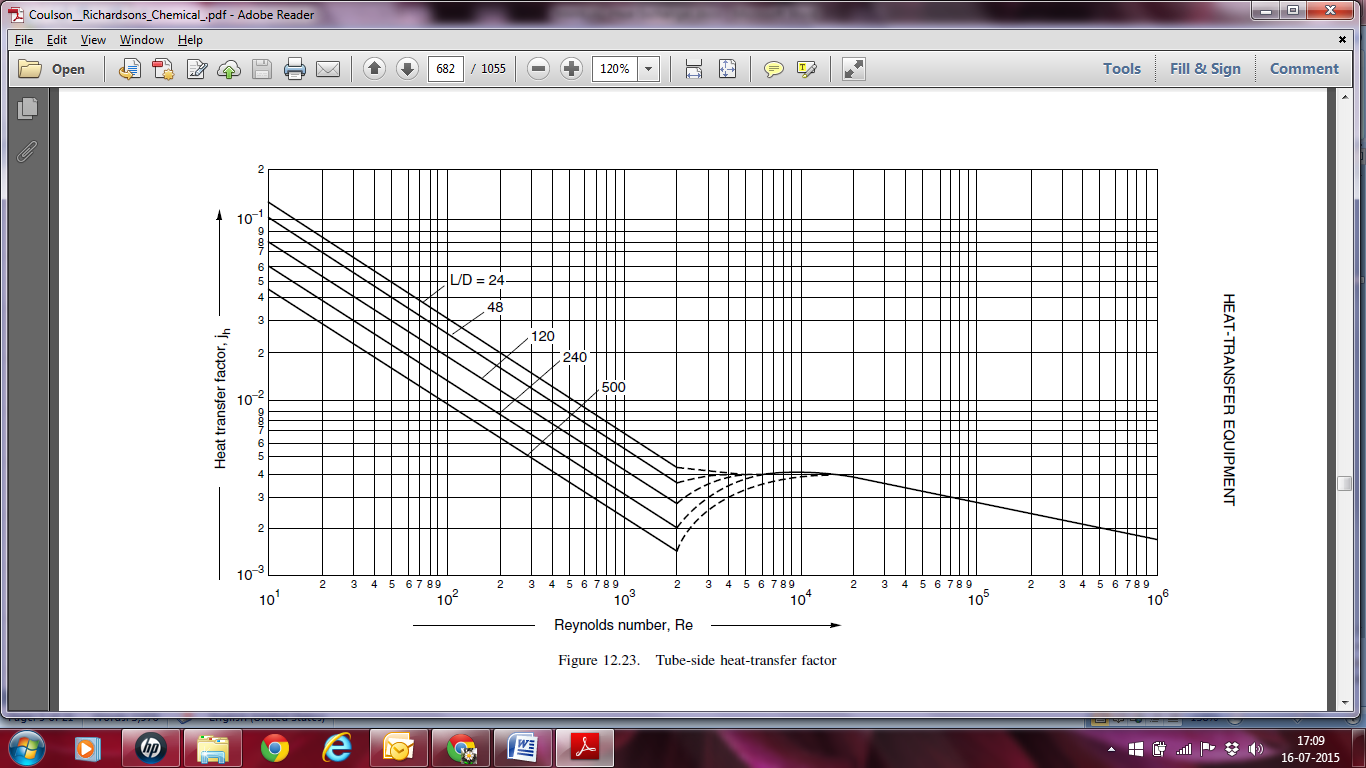 Coulson__Richardsons_Chemical_.pdf - Adobe Reader
File Edit View Window Help
Open 682 / 1055 120% Tools Fill & Sign Comment
2
10⁻¹
9
8
7
6
5
4
3
2
10⁻²
9
8
7
6
5
4
3
2
10⁻³
Heat transfer factor, jₕ
L/D = 24
48
120
240
500
2 3 4 5 6 7 8 9 2 3 4 5 6 7 8 9 2 3 4 5 6 7 8 9 2 3 4 5 6 7 8 9 2 3 4 5 6 7 8 9
10¹ 10² 10³ 10⁴ 10⁵ 10⁶
Reynolds number, Re
Figure 12.23. Tube-side heat-transfer factor
HEAT-TRANSFER EQUIPMENT
English (United States)
hp W
17:09
16-07-2015